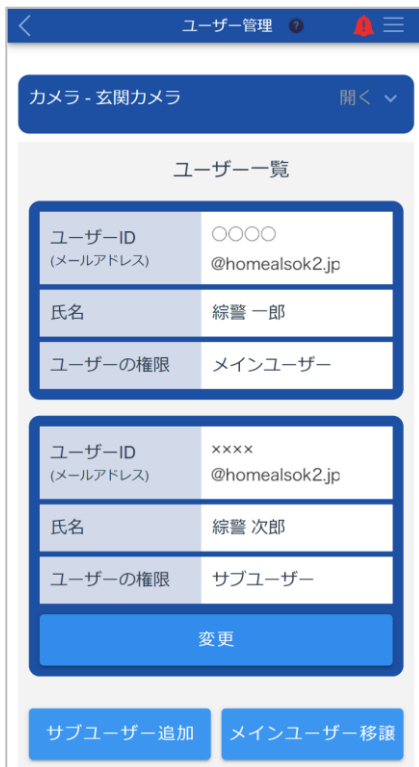 ユーザー管理 ?
カメラ - 玄関カメラ 開く
ユーザー一覧
ユーザーID
(メールアドレス)
〇〇〇〇
@homealsok2.jp
氏名 綜警 一郎
ユーザーの権限 メインユーザー
ユーザーID
(メールアドレス)
××××
@homealsok2.jp
氏名 綜警 次郎
ユーザーの権限 サブユーザー
変更
サブユーザー追加 メインユーザー移譲